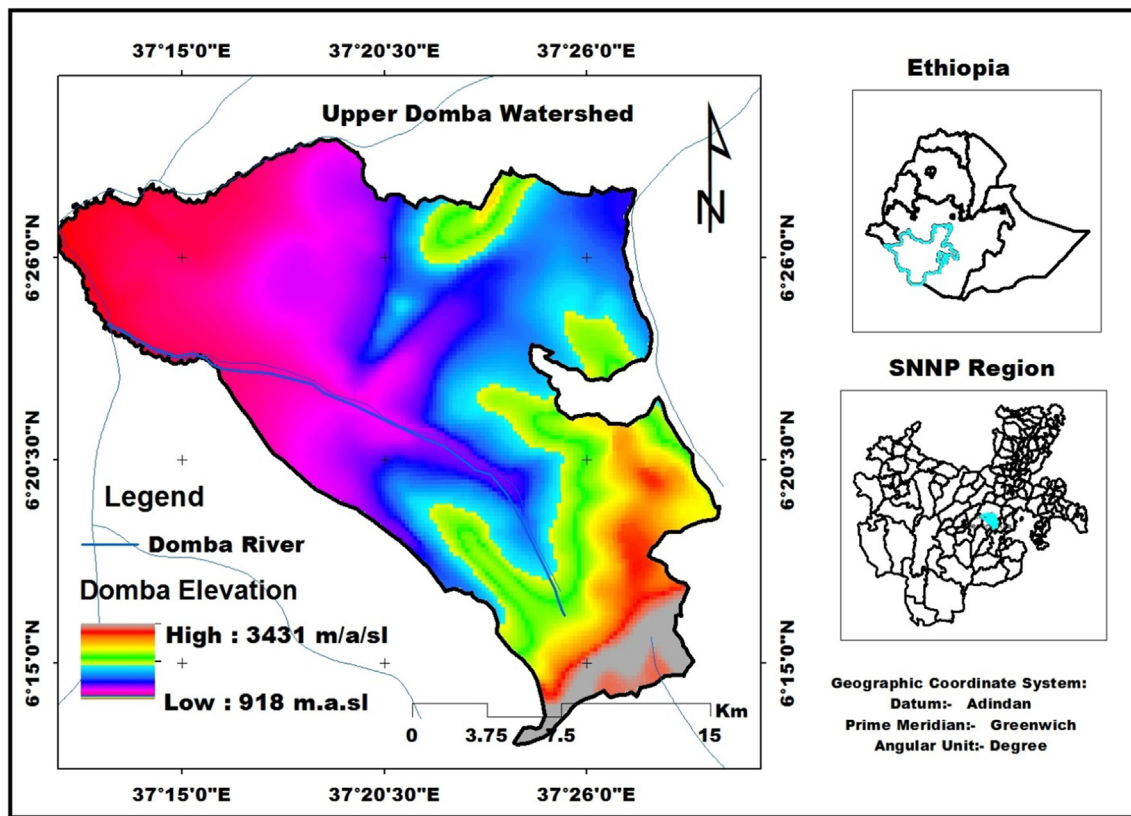 37°15'0"E 37°20'30"E 37°26'0"E
Upper Domba Watershed
N
6°26'0"N 6°26'0"N
6°20'30"N 6°20'30"N
6°15'0"N 6°15'0"N
Legend
Domba River
Domba Elevation
High : 3431 m/a/sl
Low : 918 m.a.sl
Km
0 3.75 7.5 15
37°15'0"E 37°20'30"E 37°26'0"E
Ethiopia
SNNP Region
Geographic Coordinate System:
Datum:- Adindan
Prime Meridian:- Greenwich
Angular Unit:- Degree